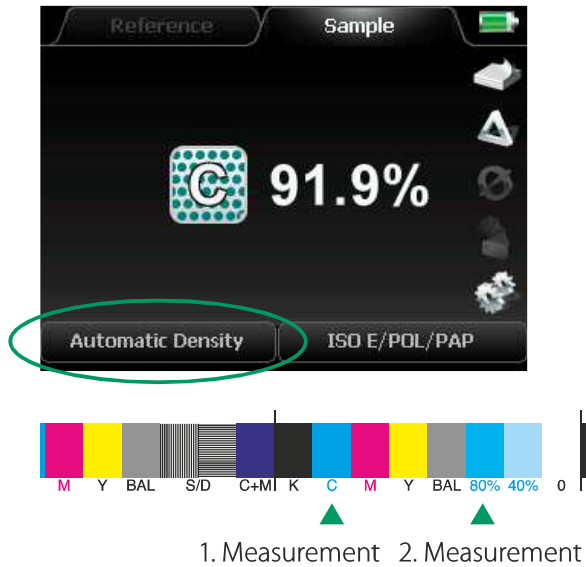 Reference Sample
C 91.9%
Automatic Density ISO E/POL/PAP
M Y BAL S/D C+M K C M Y BAL 80% 40% 0
1. Measurement 2. Measurement